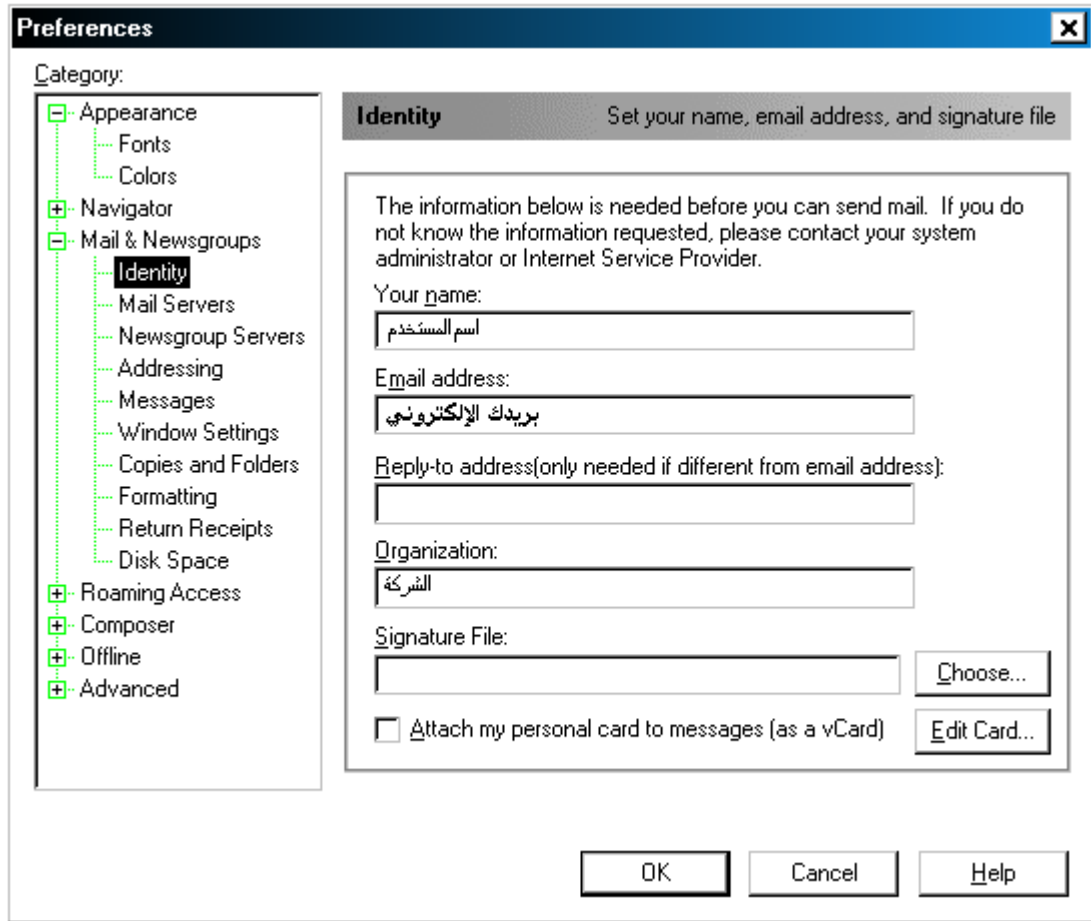 Preferences
Category:
Appearance
Fonts
Colors
Navigator
Mail & Newsgroups
Identity
Mail Servers
Newsgroup Servers
Addressing
Messages
Window Settings
Copies and Folders
Formatting
Return Receipts
Disk Space
Roaming Access
Composer
Offline
Advanced
Identity Set your name, email address, and signature file
The information below is needed before you can send mail. If you do
not know the information requested, please contact your system
administrator or Internet Service Provider.
Your name:
اسم المستخدم
Email address:
بريدك الإلكتروني
Reply-to address(only needed if different from email address):
Organization:
الشركة
Signature File:
Choose...
Attach my personal card to messages (as a vCard)
Edit Card...
OK Cancel Help